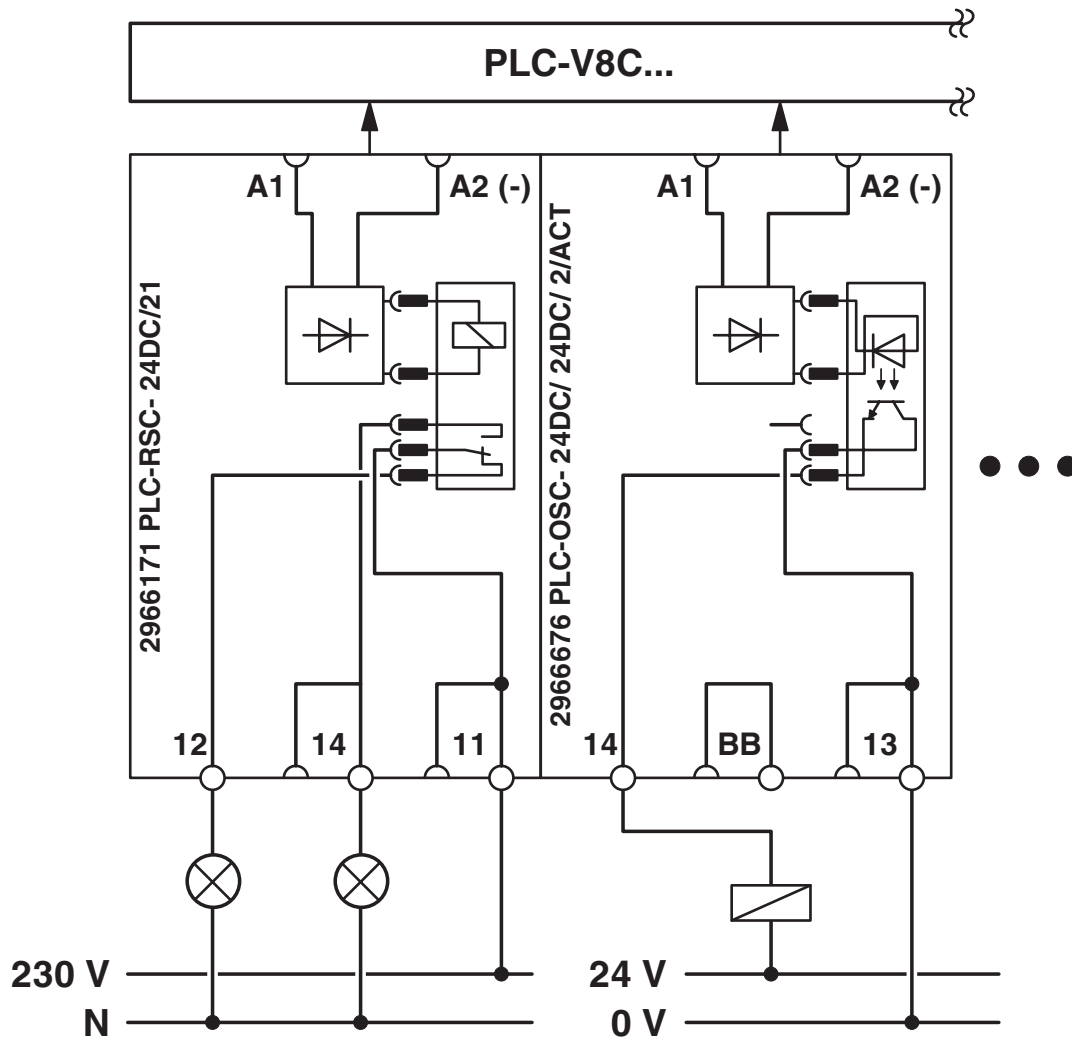 PLC-V8C...
A1
A2 (-)
A1
A2 (-)
2966171 PLC-RSC- 24DC/21
2966676 PLC-OSC- 24DC/ 24DC/ 2/ACT
12
14
11
14
BB
13
230 V
24 V
N
0 V